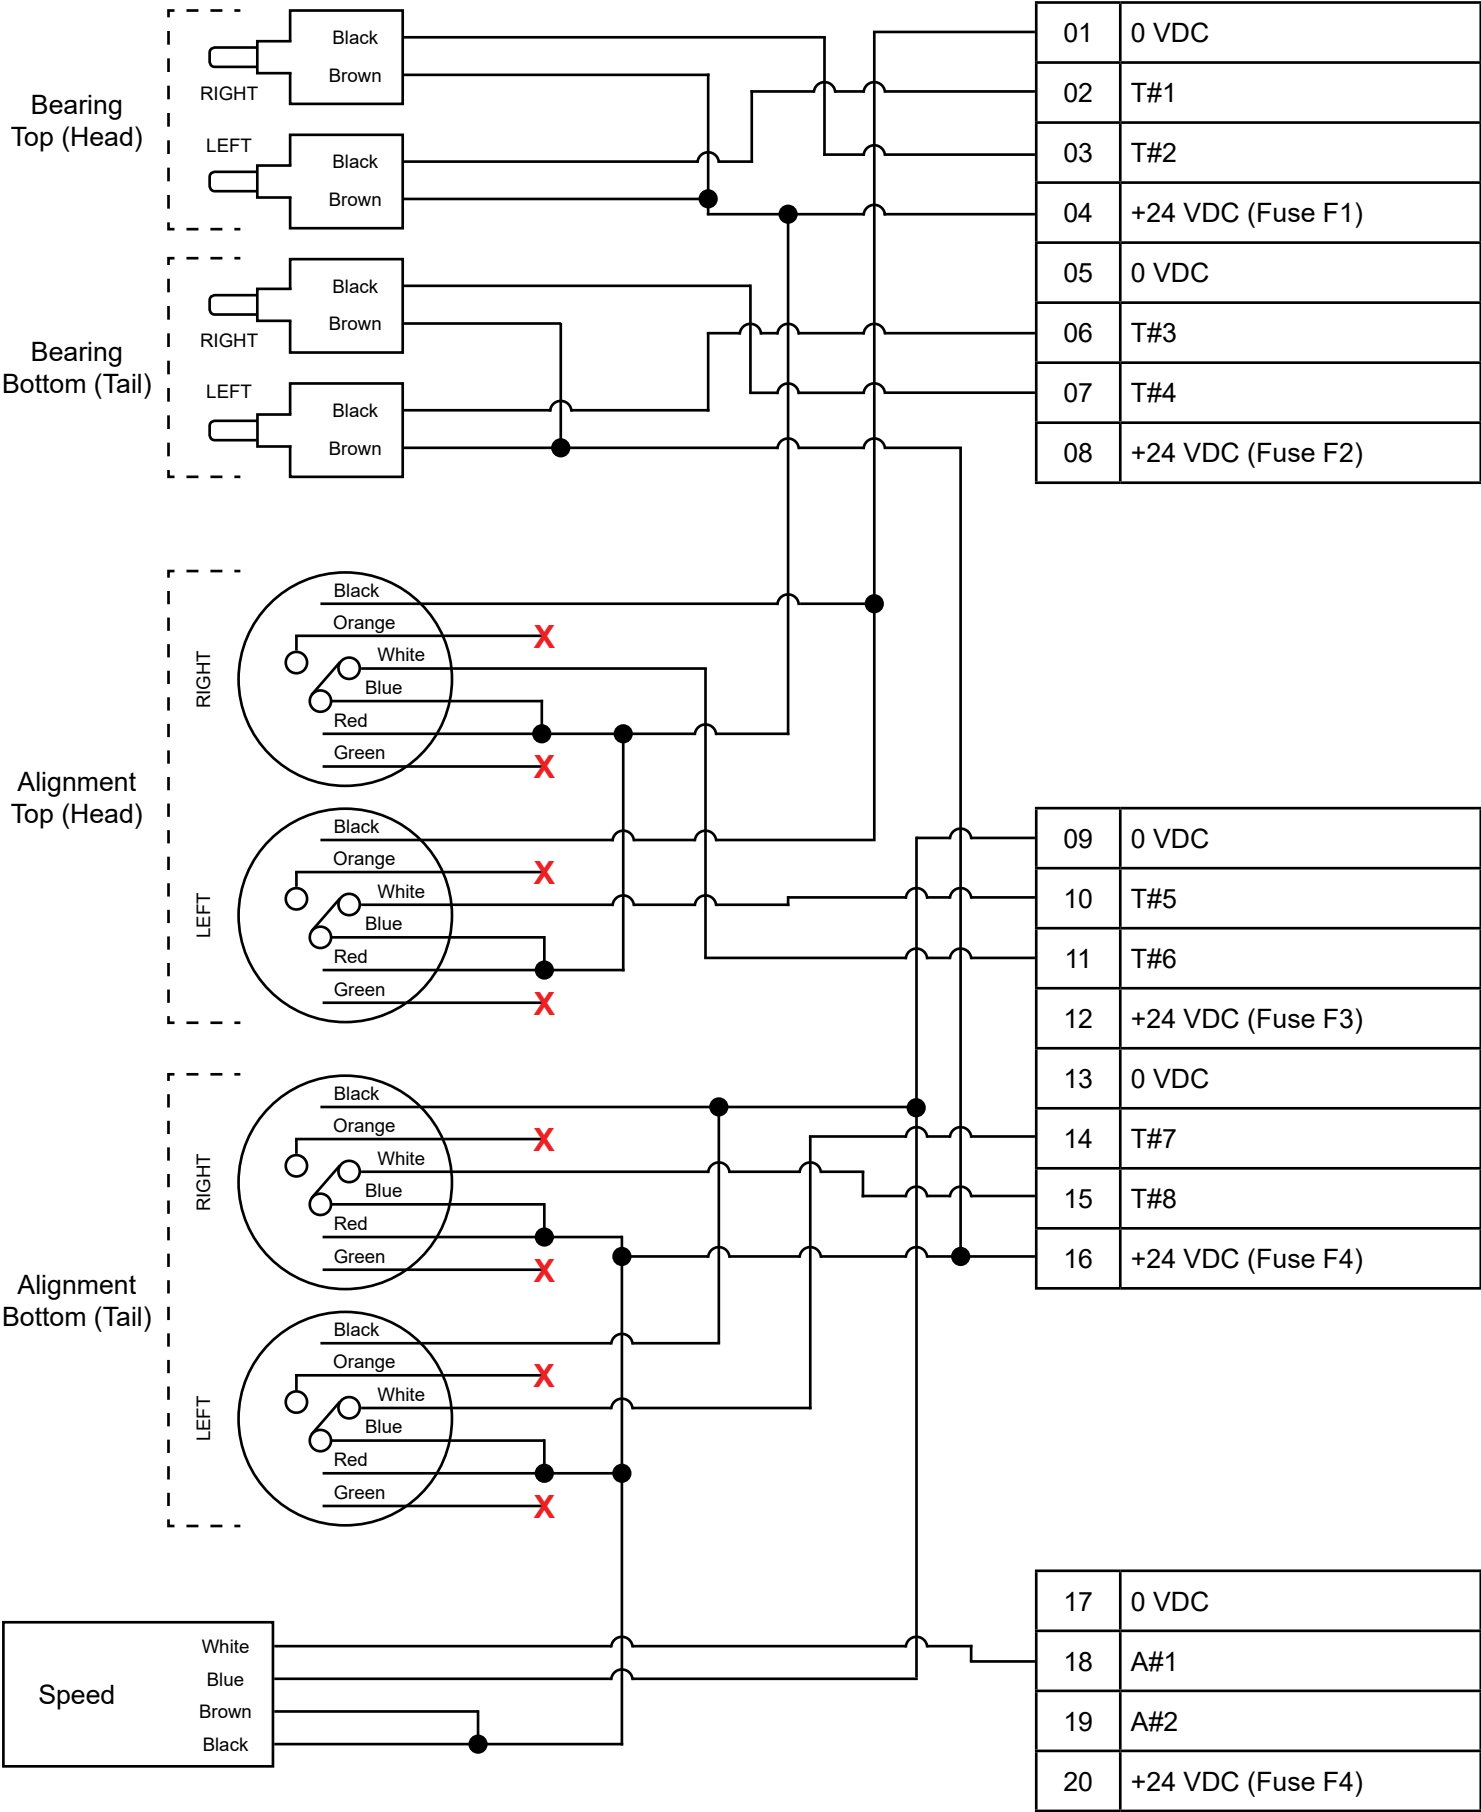 Bearing
Top (Head)
RIGHT
Black
Brown
LEFT
Black
Brown
Bearing
Bottom (Tail)
Black
Brown
RIGHT
LEFT
Black
Brown
01 0 VDC
02 T#1
03 T#2
04 +24 VDC (Fuse F1)
05 0 VDC
06 T#3
07 T#4
08 +24 VDC (Fuse F2)
Alignment
Top (Head)
RIGHT
Black
Orange
X
White
Blue
Red
Green
X
LEFT
Black
Orange
X
White
Blue
Red
Green
X
09 0 VDC
10 T#5
11 T#6
12 +24 VDC (Fuse F3)
13 0 VDC
14 T#7
15 T#8
16 +24 VDC (Fuse F4)
Alignment
Bottom (Tail)
RIGHT
Black
Orange
X
White
Blue
Red
Green
X
LEFT
Black
Orange
X
White
Blue
Red
Green
X
Speed
White
Blue
Brown
Black
17 0 VDC
18 A#1
19 A#2
20 +24 VDC (Fuse F4)